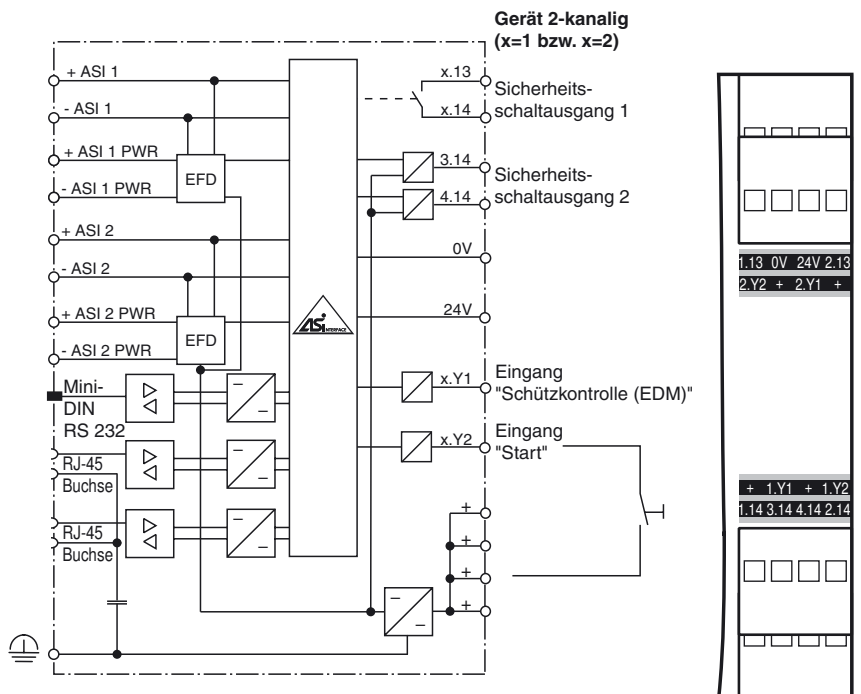 Gerät 2-kanalig
(x=1 bzw. x=2)
+ ASI 1
- ASI 1
+ ASI 1 PWR
- ASI 1 PWR
EFD
+ ASI 2
- ASI 2
+ ASI 2 PWR
- ASI 2 PWR
EFD
Mini-
DIN
RS 232
RJ-45
Buchse
RJ-45
Buchse
ASi
INTERFACE
x.13
x.14
Sicherheits-
schaltausgang 1
3.14
4.14
Sicherheits-
schaltausgang 2
0V
24V
x.Y1
Eingang
"Schützkontrolle (EDM)"
x.Y2
Eingang
"Start"
+
+
+
+
1.13 0V 24V 2.13
2.Y2 + 2.Y1 +
+ 1.Y1 + 1.Y2
1.14 3.14 4.14 2.14